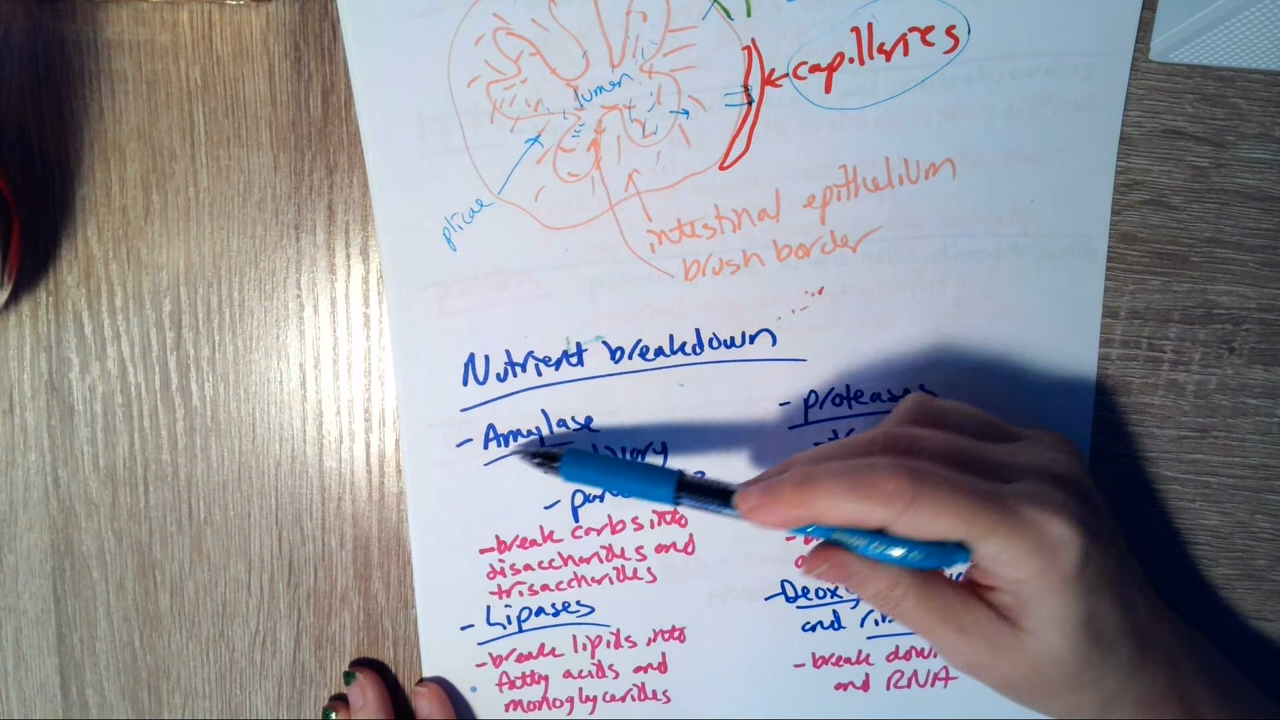 lumen
capillaries
plicae
intestinal epithelium
brush border
Nutrient breakdown
- Amylase
- break carbs into
disaccharides and
trisaccharides
- Lipases
- break lipids into
fatty acids and
monoglycerides
- proteases
and
- break down
and RNA